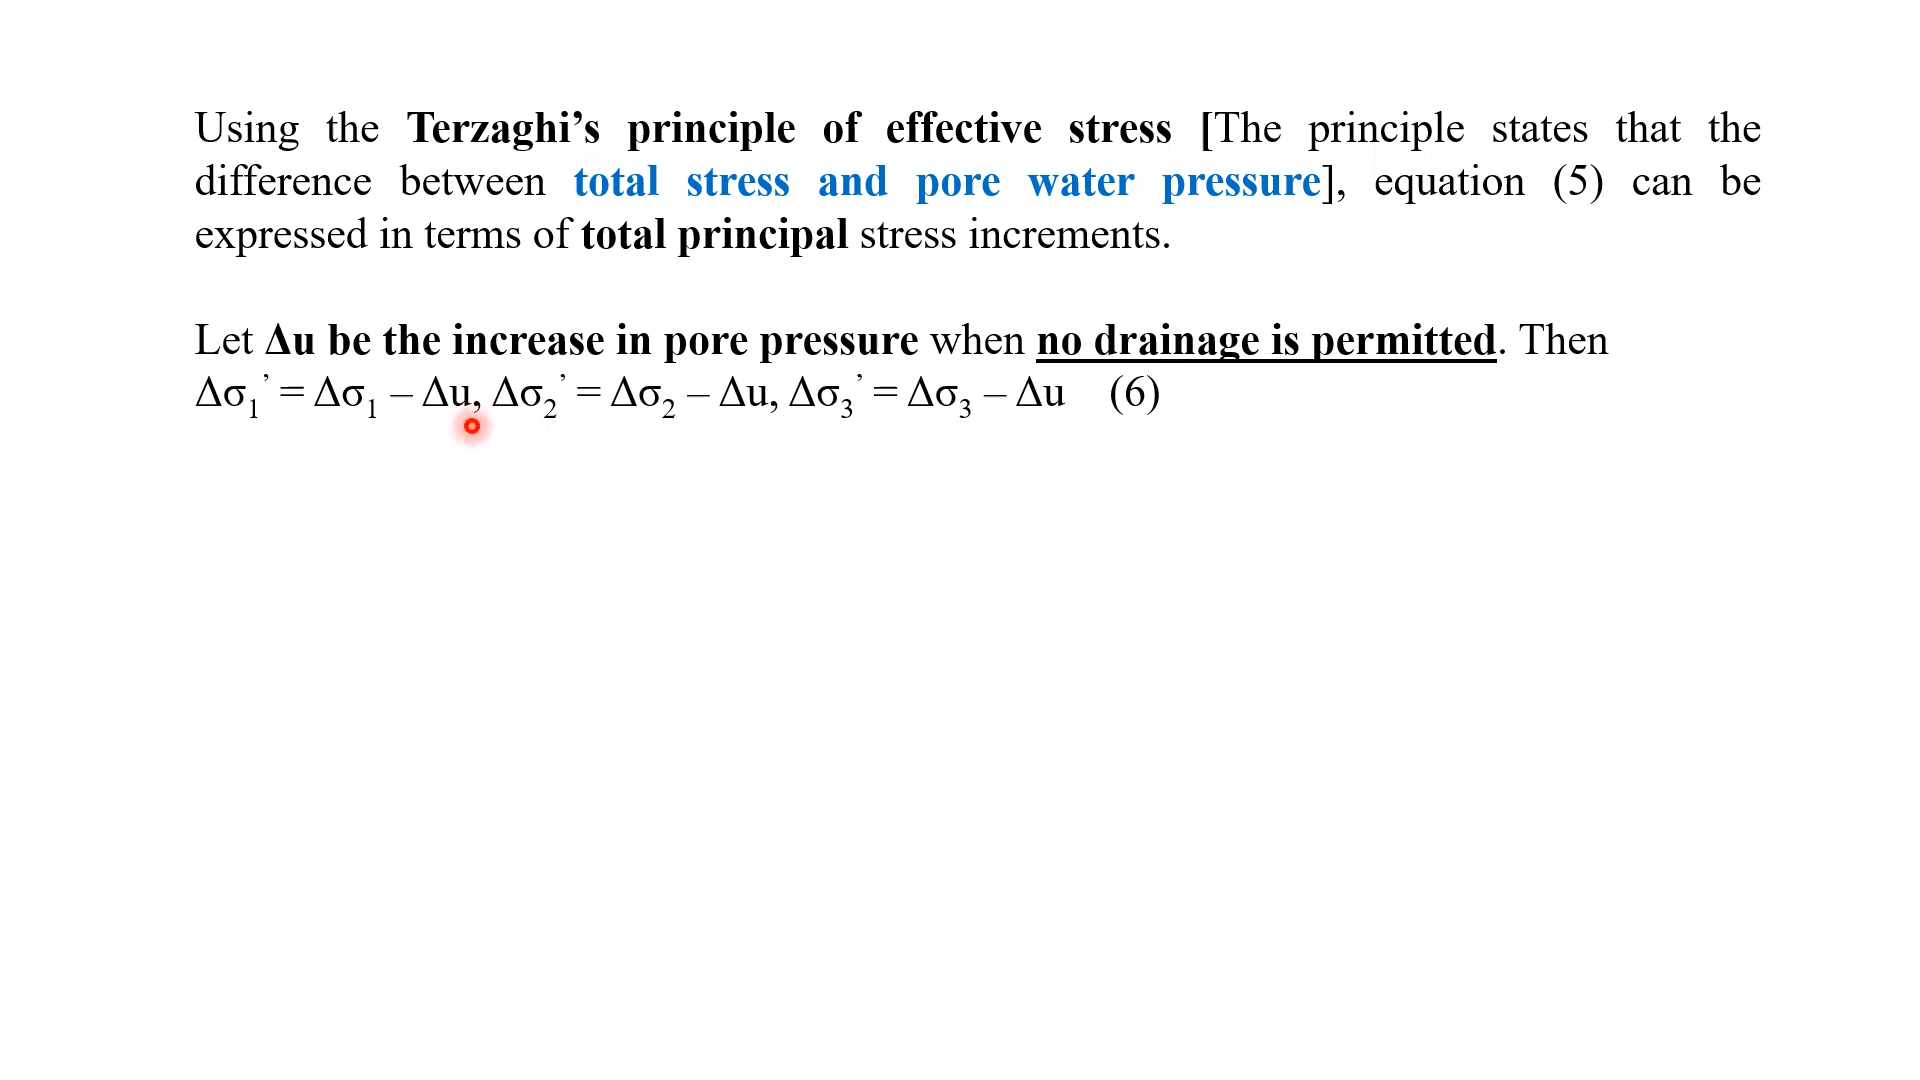 Using the Terzaghi’s principle of effective stress [The principle states that the
difference between total stress and pore water pressure], equation (5) can be
expressed in terms of total principal stress increments.
Let Δu be the increase in pore pressure when no drainage is permitted. Then
Δσ₁’ = Δσ₁ – Δu, Δσ₂’ = Δσ₂ – Δu, Δσ₃’ = Δσ₃ – Δu (6)